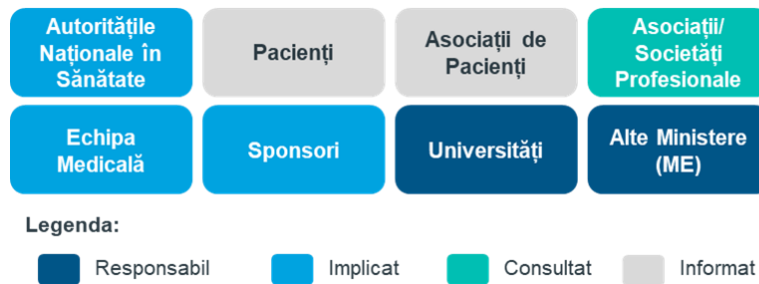 Autoritățile
Naționale în
Sănătate
Pacienți
Asociații de
Pacienți
Asociații/
Societăți
Profesionale
Echipa
Medicală
Sponsori
Universități
Alte Ministere
(ME)
Legenda:
Responsabil
Implicat
Consultat
Informat